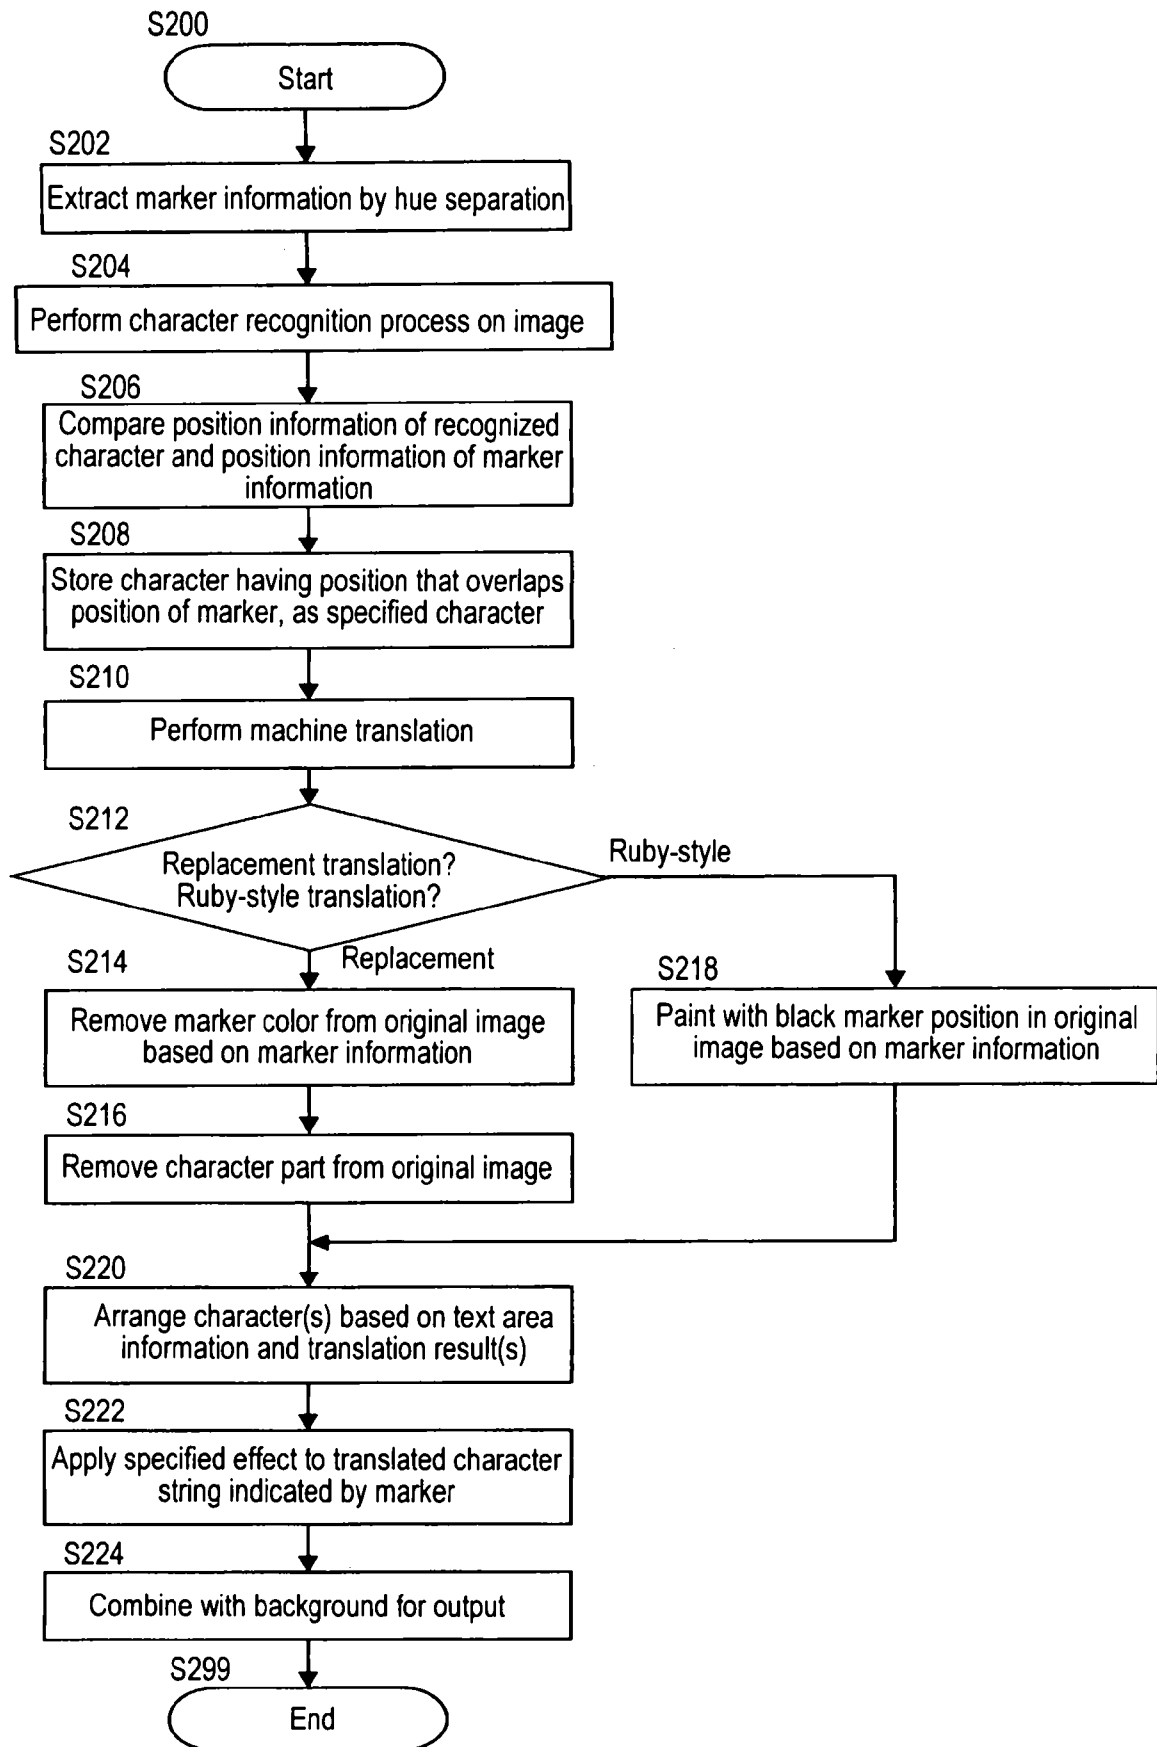 S200
Start
S202
Extract marker information by hue separation
S204
Perform character recognition process on image
S206
Compare position information of recognized
character and position information of marker
information
S208
Store character having position that overlaps
position of marker, as specified character
S210
Perform machine translation
S212
Replacement translation?
Ruby-style translation?
Ruby-style
Replacement
S214
Remove marker color from original image
based on marker information
S218
Paint with black marker position in original
image based on marker information
S216
Remove character part from original image
S220
Arrange character(s) based on text area
information and translation result(s)
S222
Apply specified effect to translated character
string indicated by marker
S224
Combine with background for output
S299
End